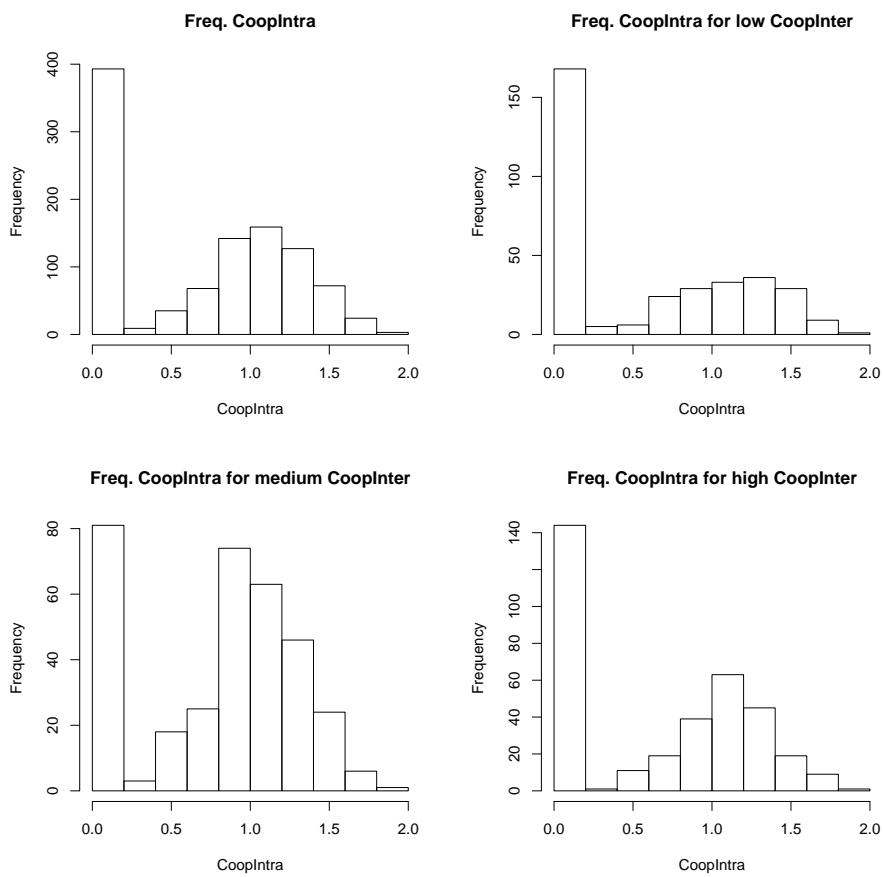 Freq. CoopIntra
Frequency
400
300
200
100
0
0.0 0.5 1.0 1.5 2.0
CoopIntra
Freq. CoopIntra for low CoopInter
Frequency
150
100
50
0
0.0 0.5 1.0 1.5 2.0
CoopIntra
Freq. CoopIntra for medium CoopInter
Frequency
80
60
40
20
0
0.0 0.5 1.0 1.5 2.0
CoopIntra
Freq. CoopIntra for high CoopInter
Frequency
140
100
80
60
40
20
0
0.0 0.5 1.0 1.5 2.0
CoopIntra